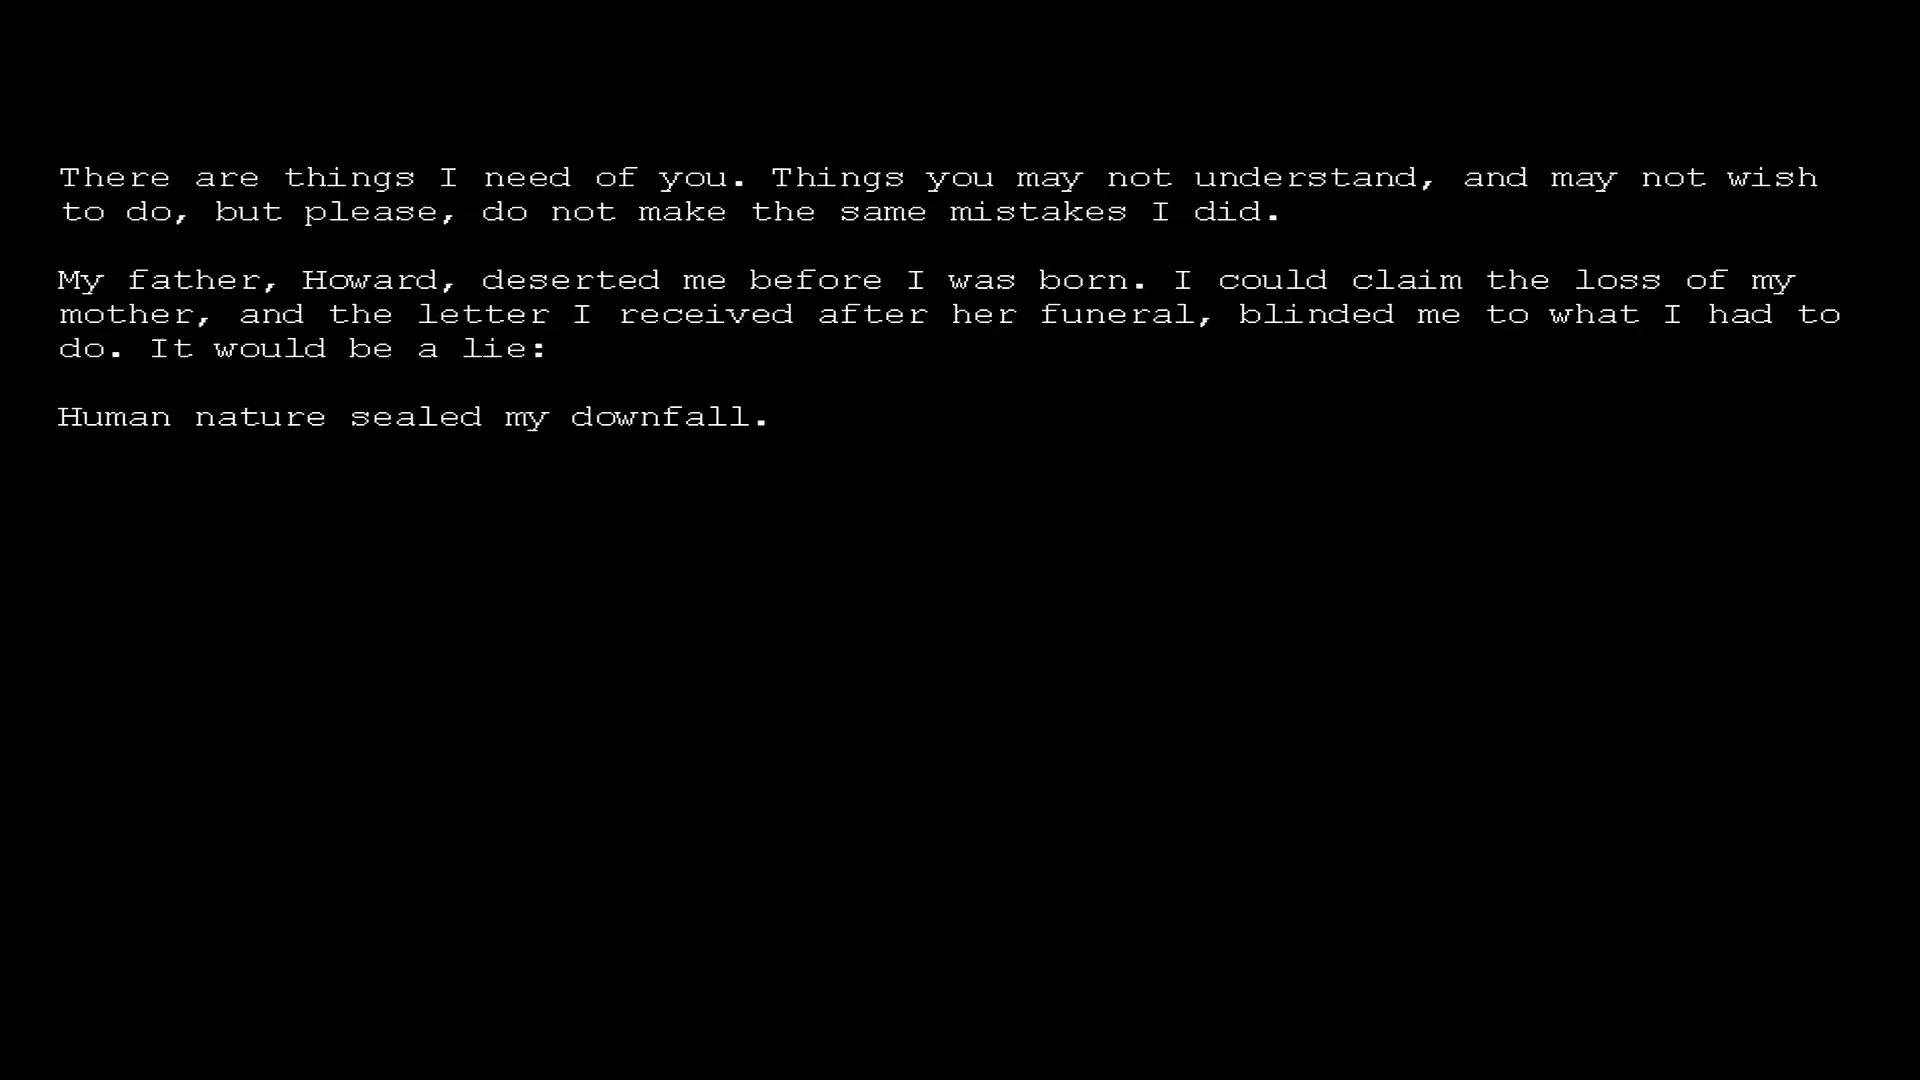 There are things I need of you. Things you may not understand, and may not wish
to do, but please, do not make the same mistakes I did.
My father, Howard, deserted me before I was born. I could claim the loss of my
mother, and the letter I received after her funeral, blinded me to what I had to
do. It would be a lie:
Human nature sealed my downfall.